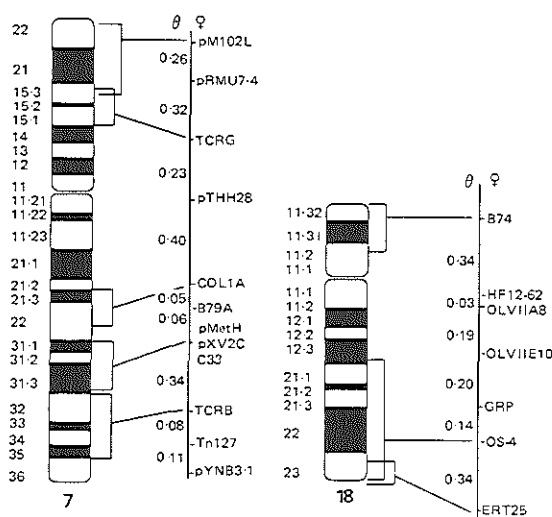 θ ♀
22
pM102L
0·26
21
pRMU7·4
15·3
15·2
0·32
15·1
14
TCRG
13
12
0·23
11
11·21
pTHH28
11·22
11·23
0·40
21·1
21·2
COL1A
21·3
0·05
B79A
22
0·06
pMetH
31·1
pXV2C
31·2
C33
31·3
0·34
32
TCRB
33
0·08
34
Tn127
35
0·11
36
pYNB3·1
7
θ ♀
11·32
B74
11·31
11·2
0·34
11·1
11·1
HF12-62
11·2
0·03
OLVIIA8
12·1
12·2
0·19
12·3
OLVIIE10
21·1
0·20
21·2
21·3
GRP
0·14
22
OS-4
23
0·34
ERT25
18